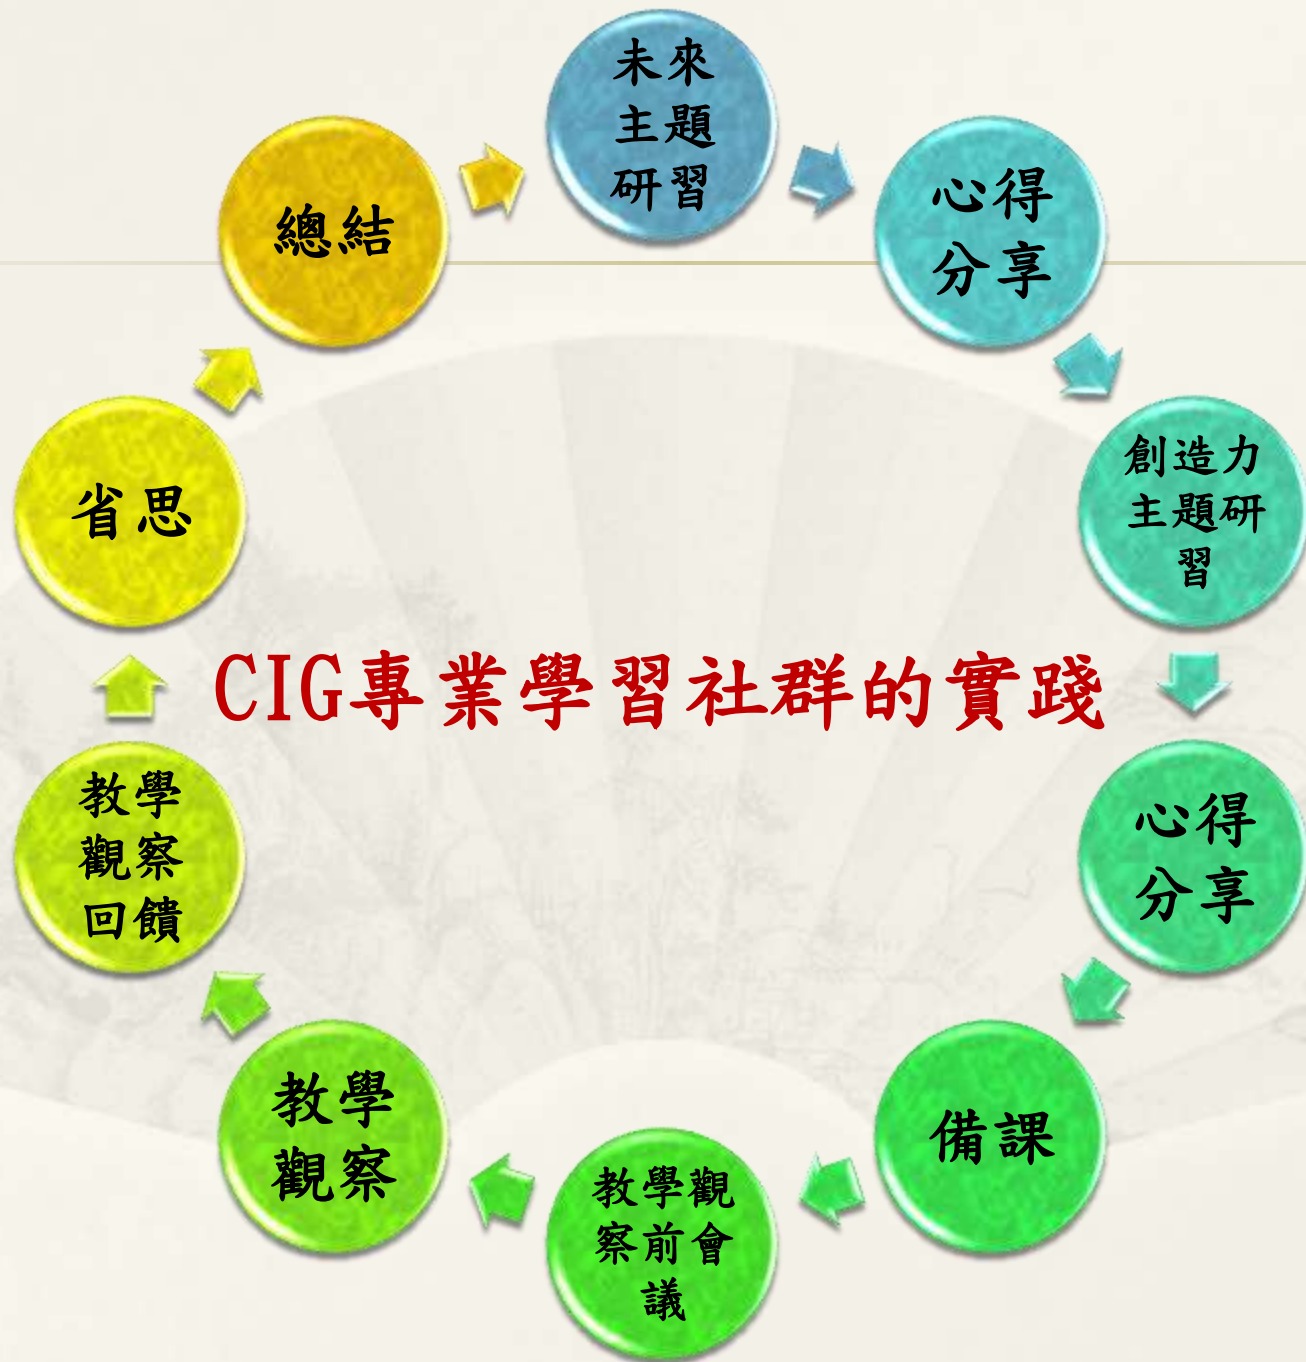 未來
主題
研習
心得
分享
創造力
主題研
習
心得
分享
備課
教學觀
察前會
議
教學
觀察
教學
觀察
回饋
省思
總結
CIG專業學習社群的實踐